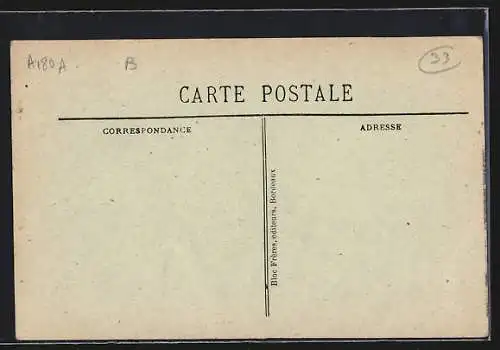 A180A B 33
CARTE POSTALE
CORRESPONDANCE ADRESSE
Bloc Frères, éditeurs, Bordeaux